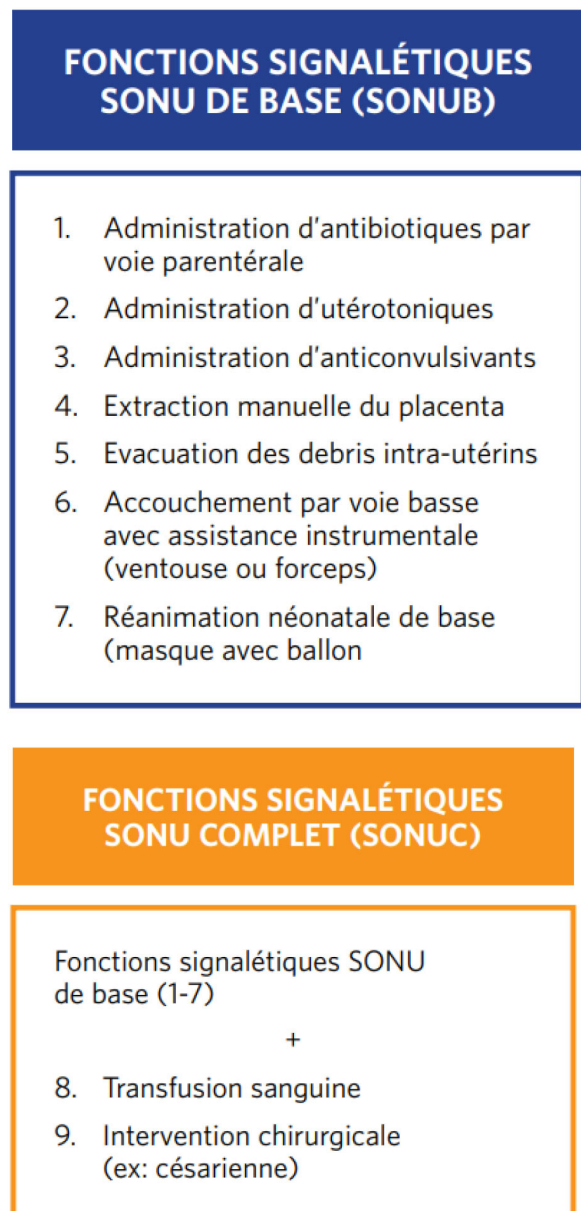 FONCTIONS SIGNALÉTIQUES
SONU DE BASE (SONUB)
1. Administration d'antibiotiques par
voie parentérale
2. Administration d'utérotoniques
3. Administration d'anticonvulsivants
4. Extraction manuelle du placenta
5. Evacuation des debris intra-utérins
6. Accouchement par voie basse
avec assistance instrumentale
(ventouse ou forceps)
7. Réanimation néonatale de base
(masque avec ballon
FONCTIONS SIGNALÉTIQUES
SONU COMPLET (SONUC)
Fonctions signalétiques SONU
de base (1-7)
+
8. Transfusion sanguine
9. Intervention chirurgicale
(ex: césarienne)